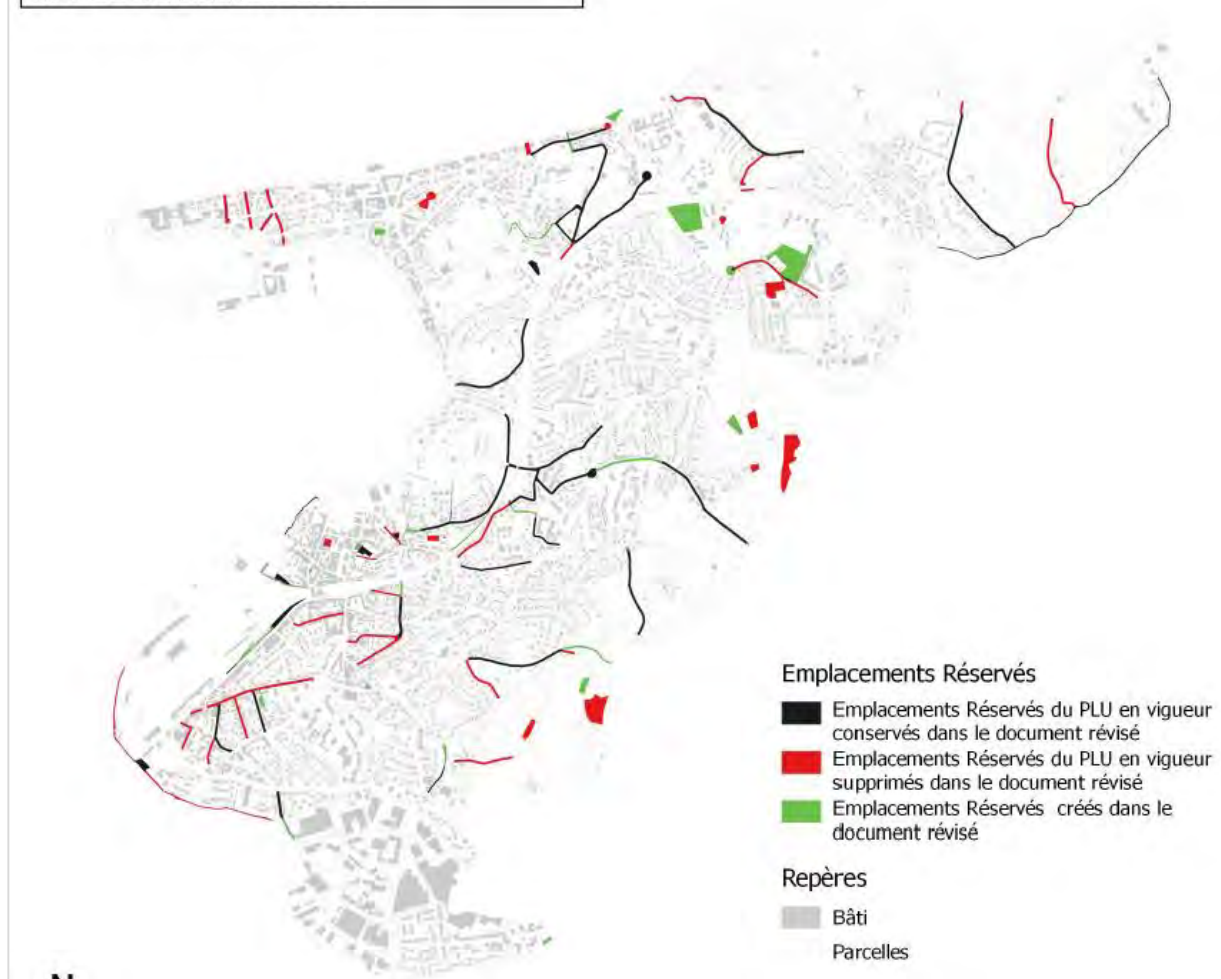 Emplacements Réservés
Emplacements Réservés du PLU en vigueur
conservés dans le document révisé
Emplacements Réservés du PLU en vigueur
supprimés dans le document révisé
Emplacements Réservés créés dans le
document révisé
Repères
Bâti
Parcelles
N